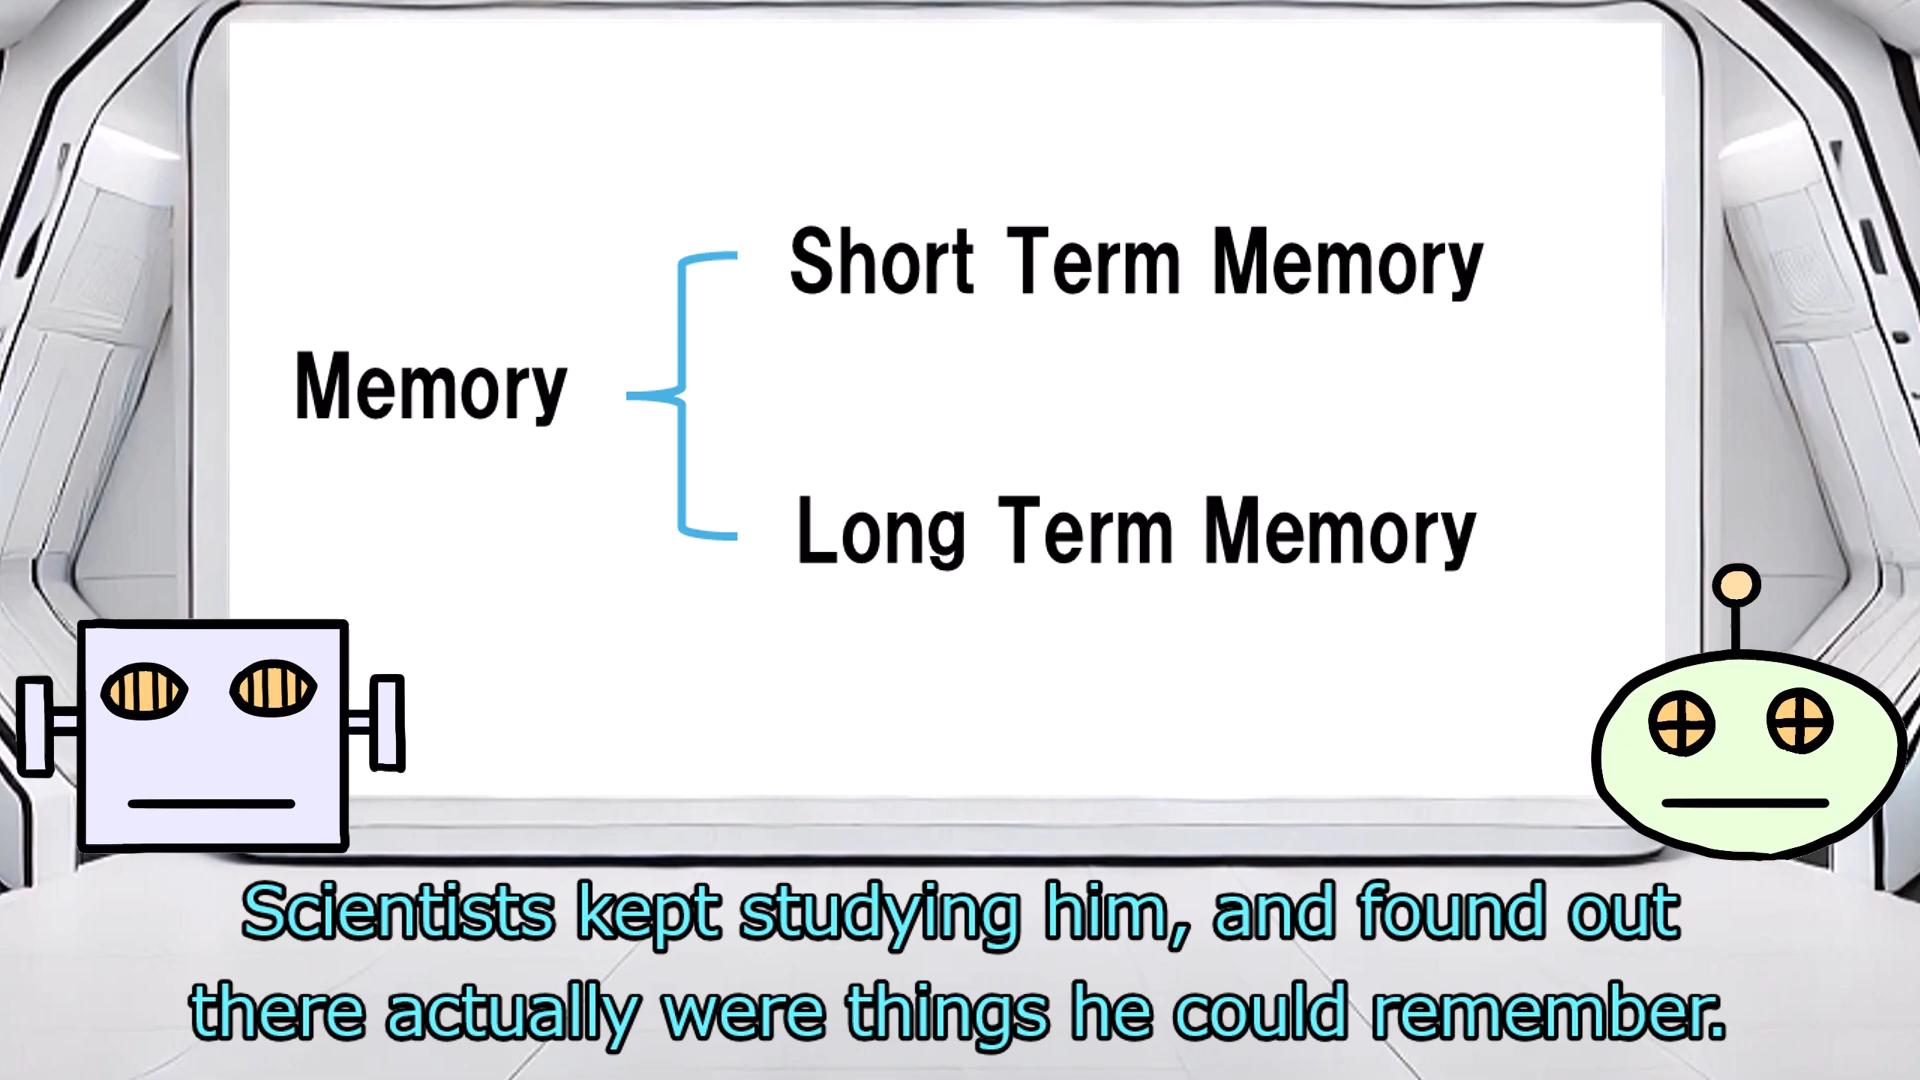 Short Term Memory
Memory
Long Term Memory
Scientists kept studying him, and found out
there actually were things he could remember.